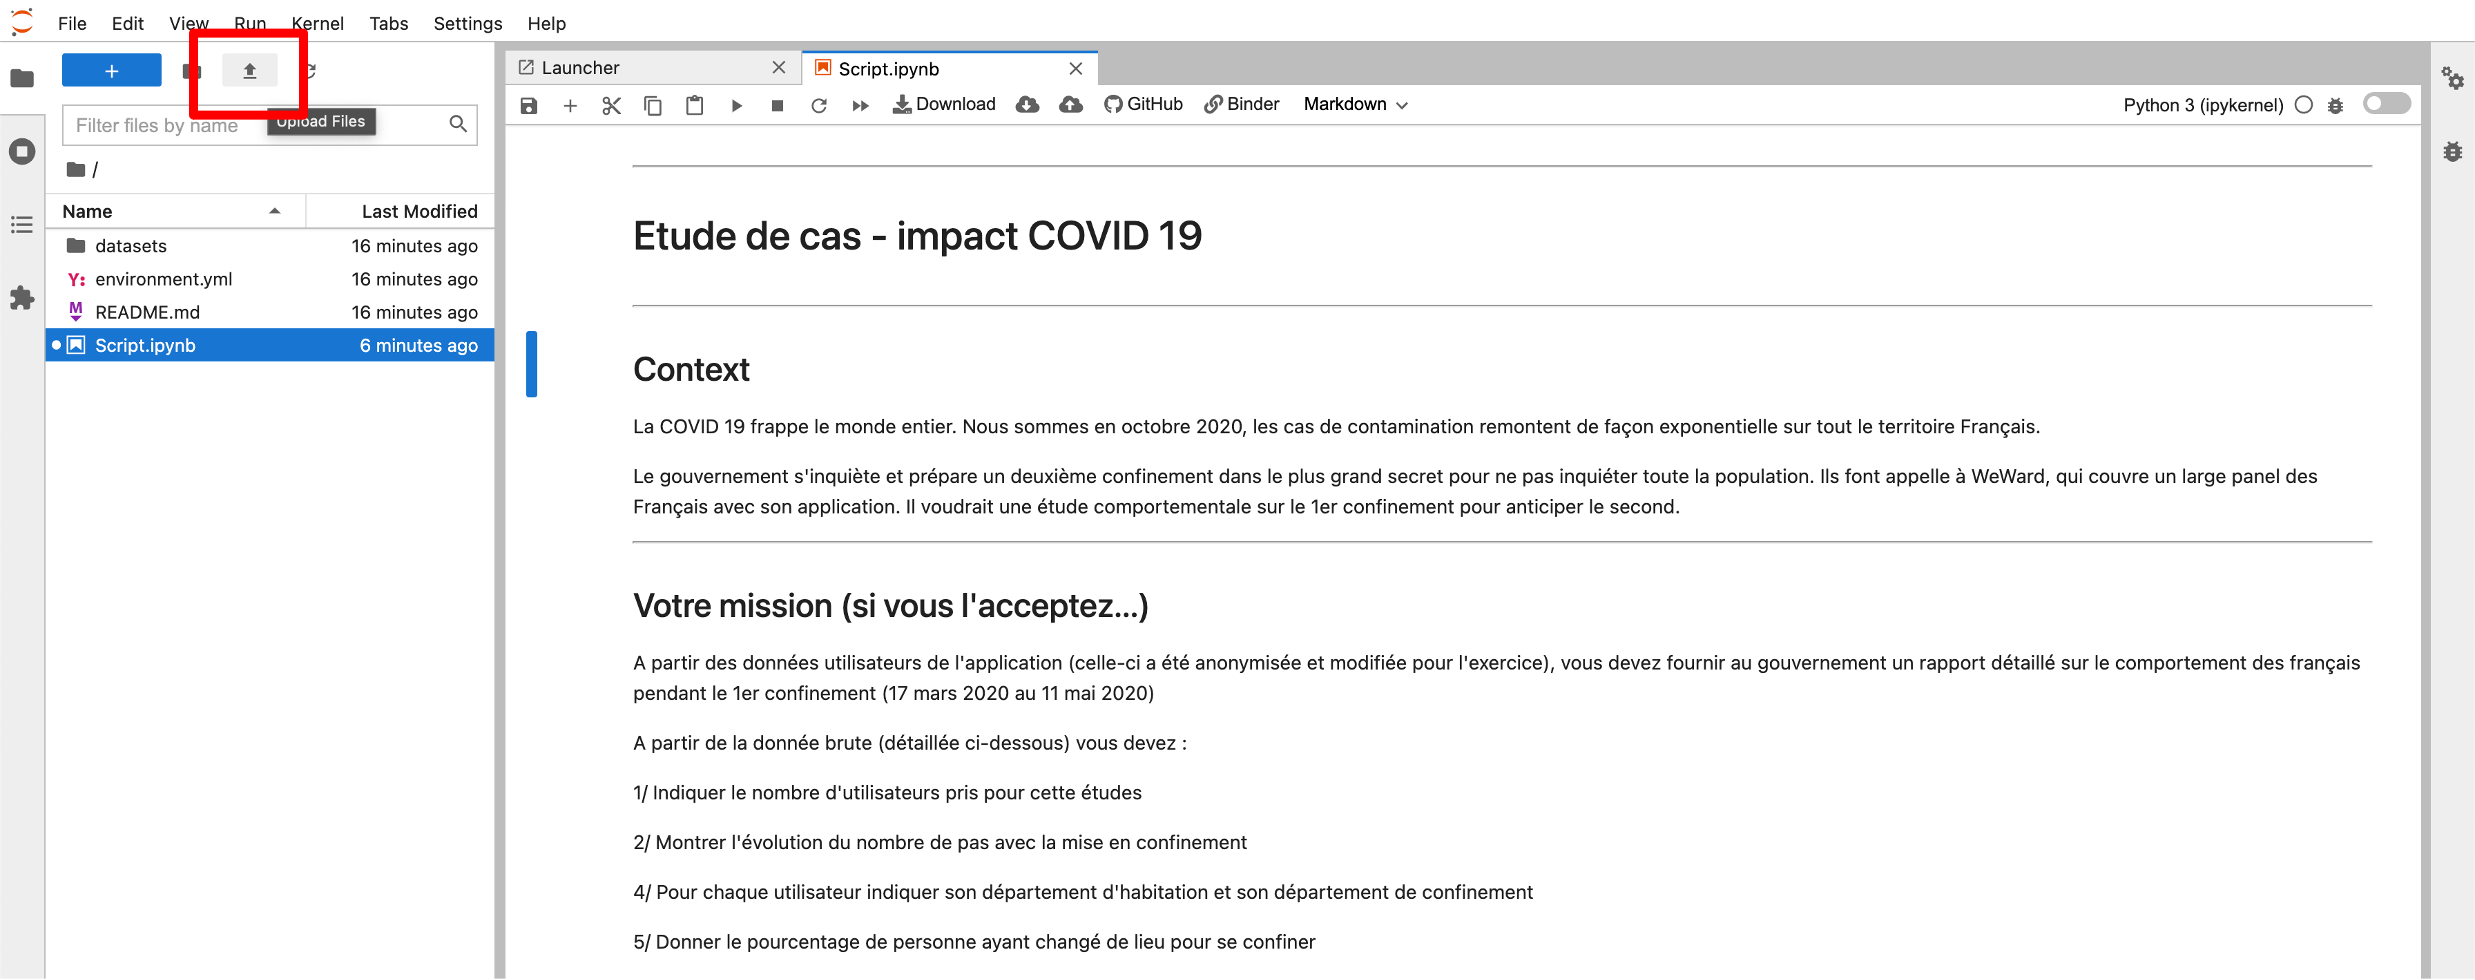 File Edit View Run Kernel Tabs Settings Help
Launcher
Script.ipynb
Download GitHub Binder Markdown
Python 3 (ipykernel)
Filter files by name
Upload Files
/
Name Last Modified
datasets 16 minutes ago
Y: environment.yml 16 minutes ago
M README.md 16 minutes ago
Script.ipynb 6 minutes ago
Etude de cas - impact COVID 19
Context
La COVID 19 frappe le monde entier. Nous sommes en octobre 2020, les cas de contamination remontent de façon exponentielle sur tout le territoire Français.
Le gouvernement s'inquiète et prépare un deuxième confinement dans le plus grand secret pour ne pas inquiéter toute la population. Ils font appelle à WeWard, qui couvre un large panel des
Français avec son application. Il voudrait une étude comportementale sur le 1er confinement pour anticiper le second.
Votre mission (si vous l'acceptez...)
A partir des données utilisateurs de l'application (celle-ci a été anonymisée et modifiée pour l'exercice), vous devez fournir au gouvernement un rapport détaillé sur le comportement des français
pendant le 1er confinement (17 mars 2020 au 11 mai 2020)
A partir de la donnée brute (détaillée ci-dessous) vous devez :
1/ Indiquer le nombre d'utilisateurs pris pour cette études
2/ Montrer l'évolution du nombre de pas avec la mise en confinement
4/ Pour chaque utilisateur indiquer son département d'habitation et son département de confinement
5/ Donner le pourcentage de personne ayant changé de lieu pour se confiner